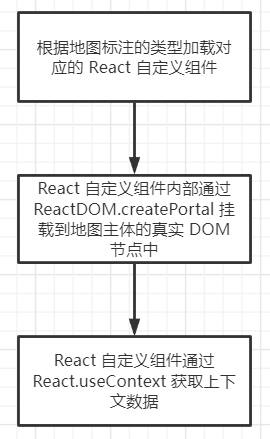 根据地图标注的类型加载对
应的 React 自定义组件
React 自定义组件内部通过
ReactDOM.createPortal 挂
载到地图主体的真实 DOM
节点中
React 自定义组件通过
React.useContext 获取上下
文数据